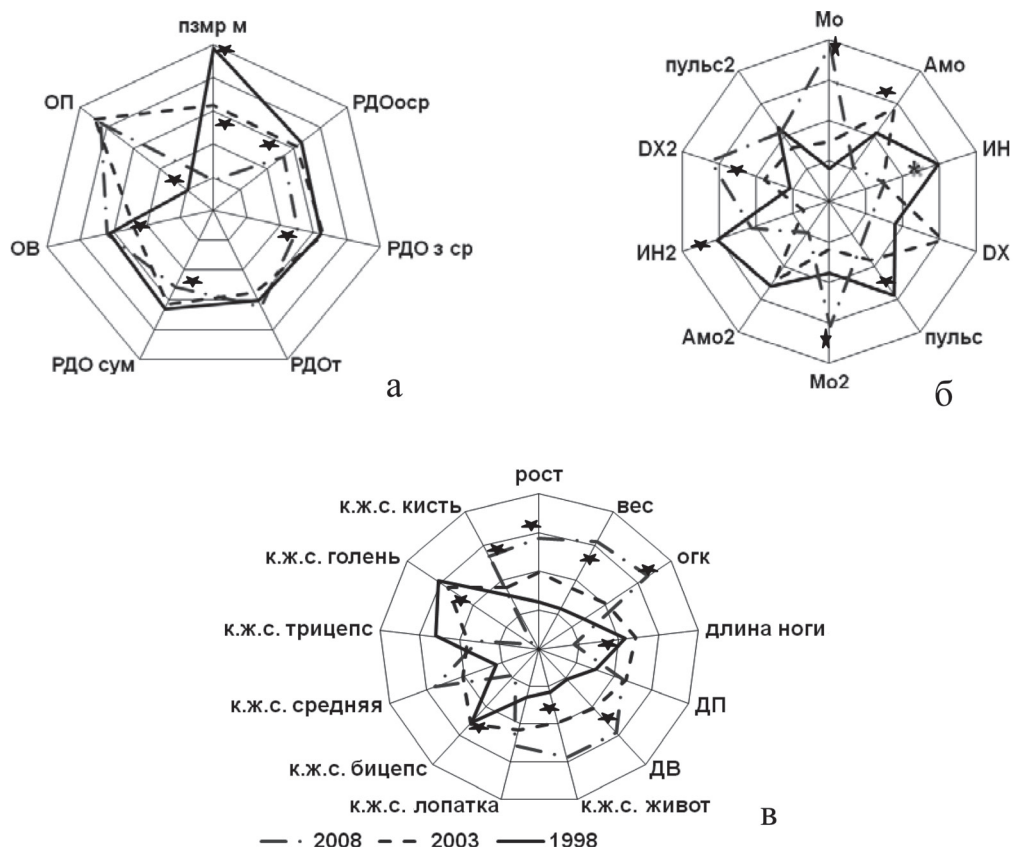 пзмр м
РДОоср
РДО з ср
РДОт
РДО сум
ОВ
ОП
а
Мо
Амо
ИН
DX
пульс
Мо2
Амо2
ИН2
DX2
пульс2
б
рост
вес
огк
длина ноги
ДП
ДВ
к.ж.с. живот
к.ж.с. лопатка
к.ж.с. бицепс
к.ж.с. средняя
к.ж.с. трицепс
к.ж.с. голень
к.ж.с. кисть
в
2008 2003 1998